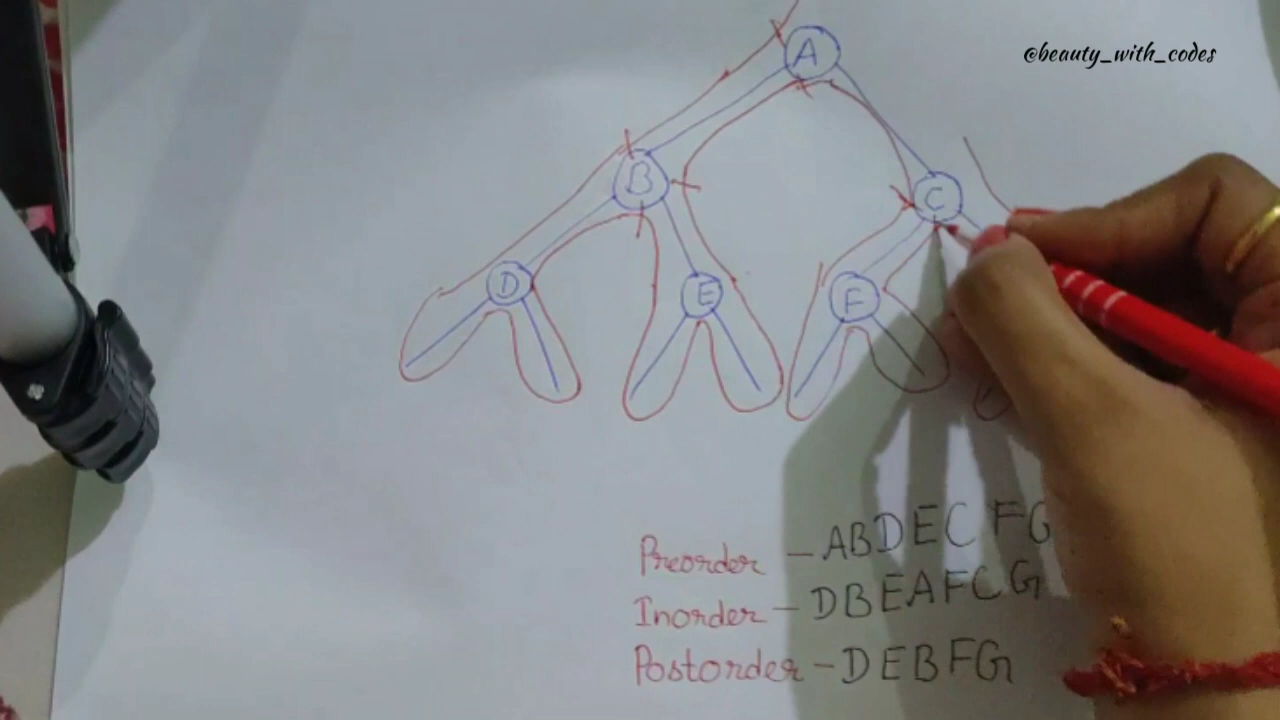 @beauty_with_codes
A
B
C
D
E
F
Preorder - ABDECFG
Inorder - DBEAFCG
Postorder - DEBFG